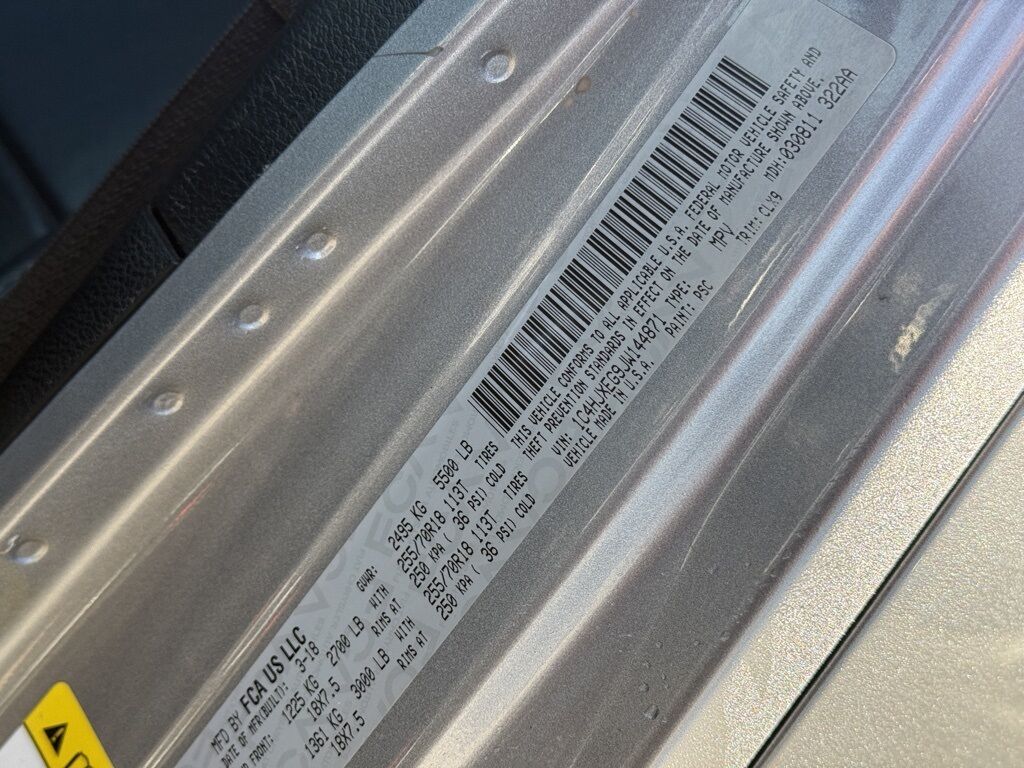 MFD BY FCA US LLC
DATE OF MFR(BUILT): 3-18 GVWR: 2495 KG 5500 LB
FRONT: 1225 KG 2700 LB WITH 255/70R18 113T TIRES
18X7.5 RIMS AT 250 KPA ( 36 PSI) COLD
1361 KG 3000 LB WITH 255/70R18 113T TIRES
18X7.5 RIMS AT 250 KPA ( 36 PSI) COLD
THIS VEHICLE CONFORMS TO ALL APPLICABLE U.S.A. FEDERAL MOTOR VEHICLE SAFETY AND
THEFT PREVENTION STANDARDS IN EFFECT ON THE DATE OF MANUFACTURE SHOWN ABOVE.
VIN: 1C4HJXEG9JW144871 TYPE: MPV MDH:030811 322AA
VEHICLE MADE IN U.S.A. PAINT: PSC TRIM: CLX9